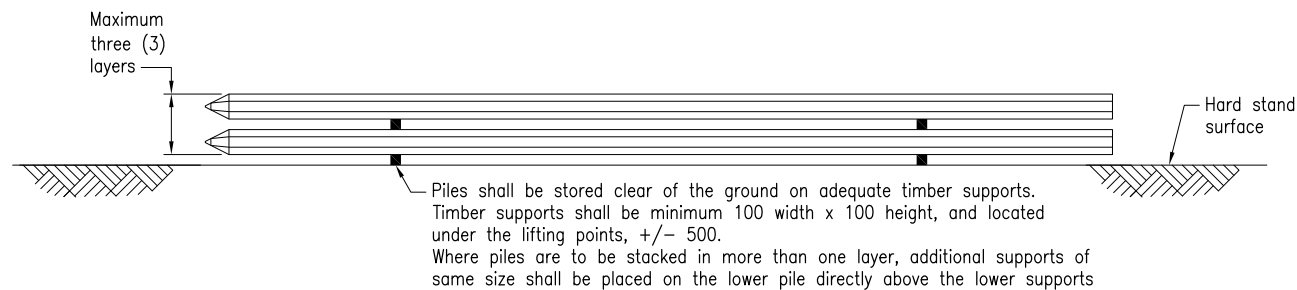 Maximum
three (3)
layers
Hard stand
surface
Piles shall be stored clear of the ground on adequate timber supports.
Timber supports shall be minimum 100 width x 100 height, and located
under the lifting points, +/- 500.
Where piles are to be stacked in more than one layer, additional supports of
same size shall be placed on the lower pile directly above the lower supports